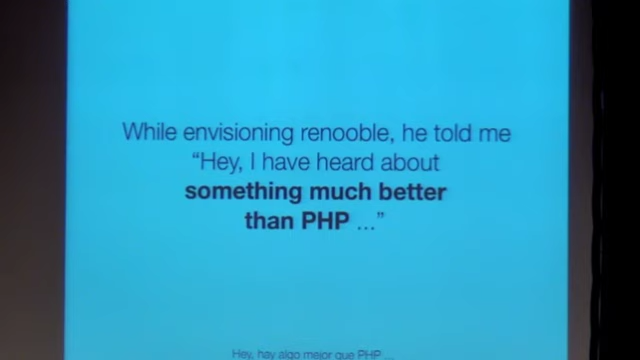 While envisioning renooble, he told me
“Hey, I have heard about
something much better
than PHP ...”
Hey, hay algo mejor que PHP ...